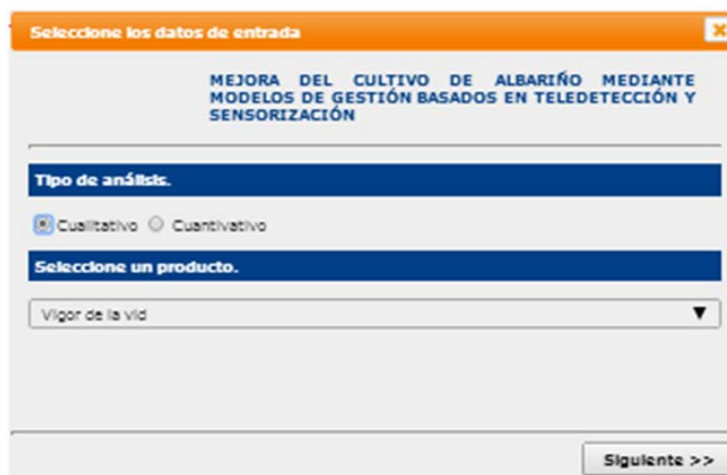 Seleccione los datos de entrada
MEJORA DEL CULTIVO DE ALBARIÑO MEDIANTE
MODELOS DE GESTIÓN BASADOS EN TELEDETECCIÓN Y
SENSORIZACIÓN
Tipo de análisis.
Cualitativo Cuantivativo
Seleccione un producto.
Vigor de la vid
Siguiente >>